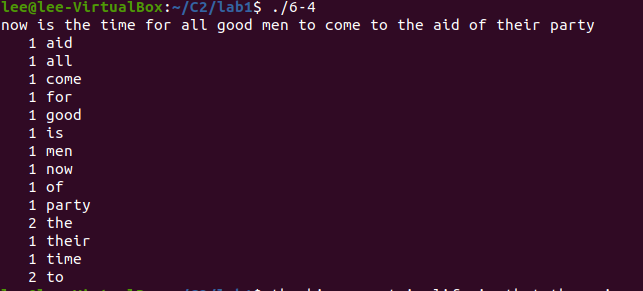 lee@lee-VirtualBox:~/C2/lab1$ ./6-4
now is the time for all good men to come to the aid of their party
1 aid
1 all
1 come
1 for
1 good
1 is
1 men
1 now
1 of
1 party
2 the
1 their
1 time
2 to